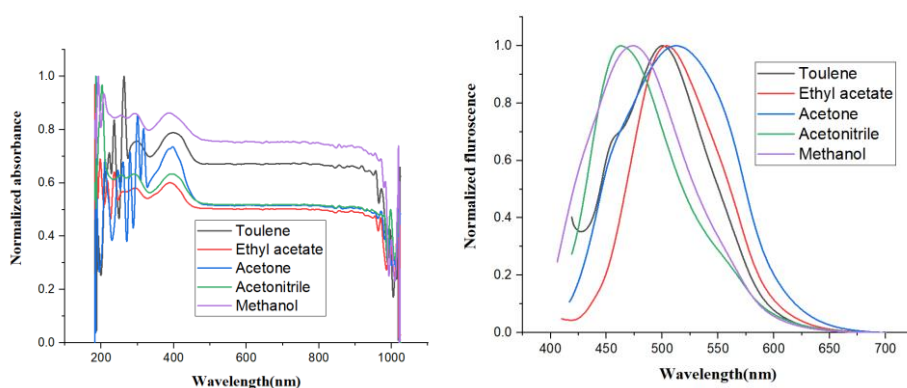 Normalized absorbance
1.0
0.8
0.6
0.4
0.2
0.0
200
400
600
800
1000
Wavelength(nm)
Toulene
Ethyl acetate
Acetone
Acetonitrile
Methanol
Normalized fluroscence
1.0
0.8
0.6
0.4
0.2
0.0
400
450
500
550
600
650
700
Wavelength(nm)
Toulene
Ethyl acetate
Acetone
Acetonitrile
Methanol